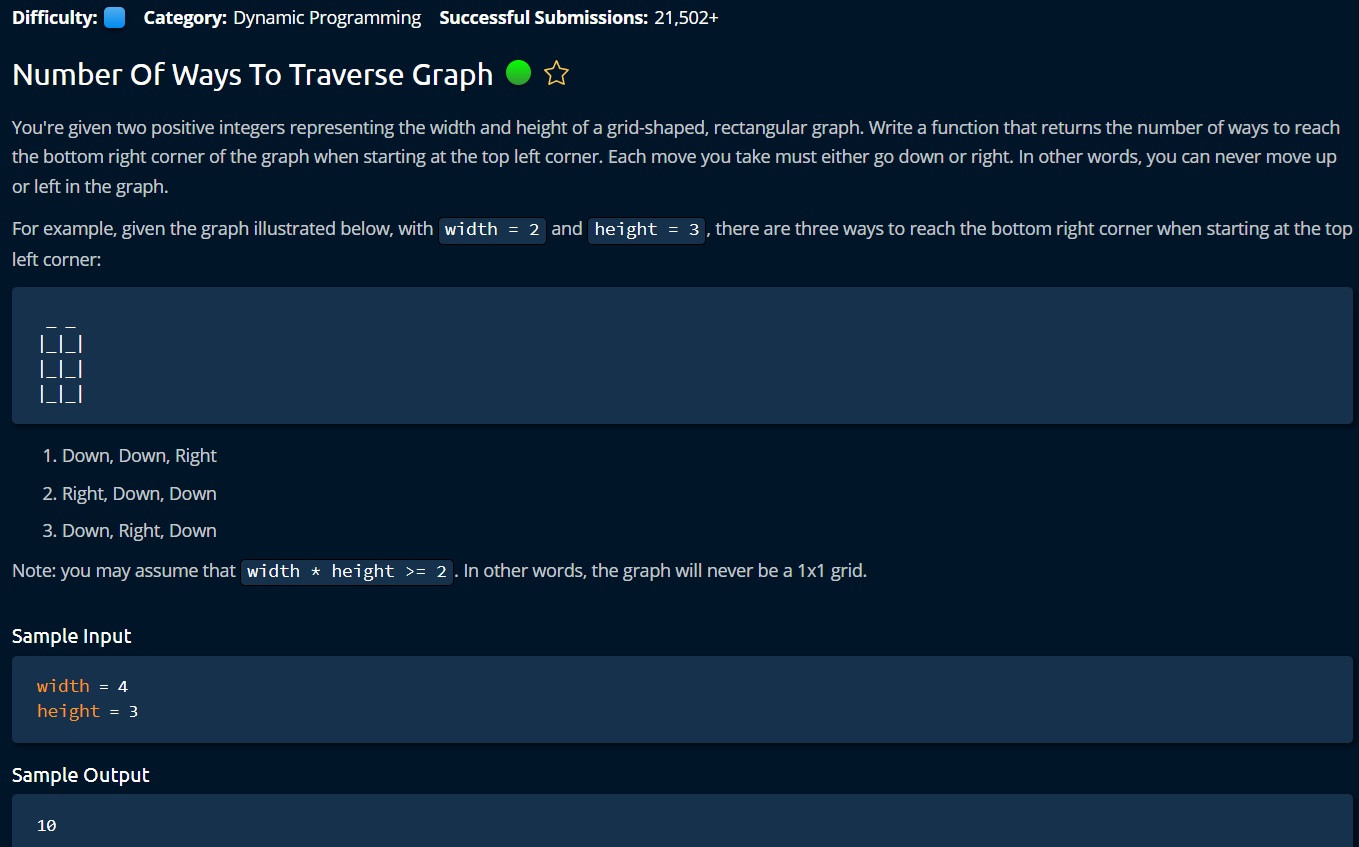 Difficulty: Category: Dynamic Programming Successful Submissions: 21,502+
Number Of Ways To Traverse Graph
You're given two positive integers representing the width and height of a grid-shaped, rectangular graph. Write a function that returns the number of ways to reach
the bottom right corner of the graph when starting at the top left corner. Each move you take must either go down or right. In other words, you can never move up
or left in the graph.
For example, given the graph illustrated below, with width = 2 and height = 3, there are three ways to reach the bottom right corner when starting at the top
left corner:
 _ _
|_|_|
|_|_|
|_|_|
1. Down, Down, Right
2. Right, Down, Down
3. Down, Right, Down
Note: you may assume that width * height >= 2. In other words, the graph will never be a 1x1 grid.
Sample Input
width = 4
height = 3
Sample Output
10